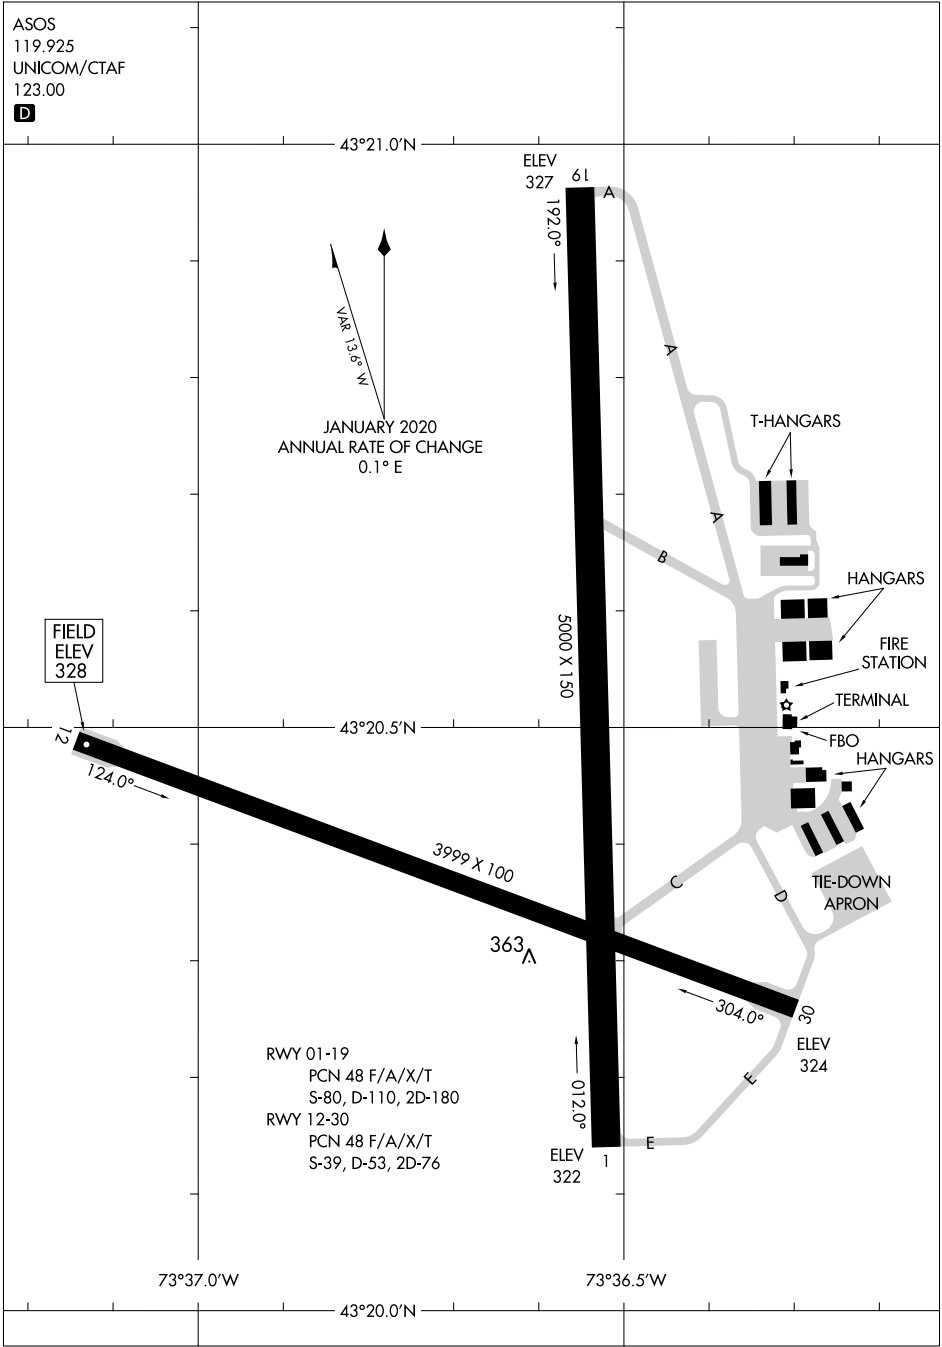 ASOS
119.925
UNICOM/CTAF
123.00
D
43°21.0'N
ELEV
327
19
A
192.0°
VAR 13.6° W
JANUARY 2020
ANNUAL RATE OF CHANGE
0.1° E
A
T-HANGARS
A
B
HANGARS
5000 X 150
FIELD
ELEV
328
FIRE
STATION
TERMINAL
43°20.5'N
12
FBO
HANGARS
124.0°
3999 X 100
C
D
TIE-DOWN
APRON
363
304.0°
30
ELEV
324
RWY 01-19
PCN 48 F/A/X/T
S-80, D-110, 2D-180
RWY 12-30
PCN 48 F/A/X/T
S-39, D-53, 2D-76
012.0°
E
E
ELEV
322
1
73°37.0'W
73°36.5'W
43°20.0'N